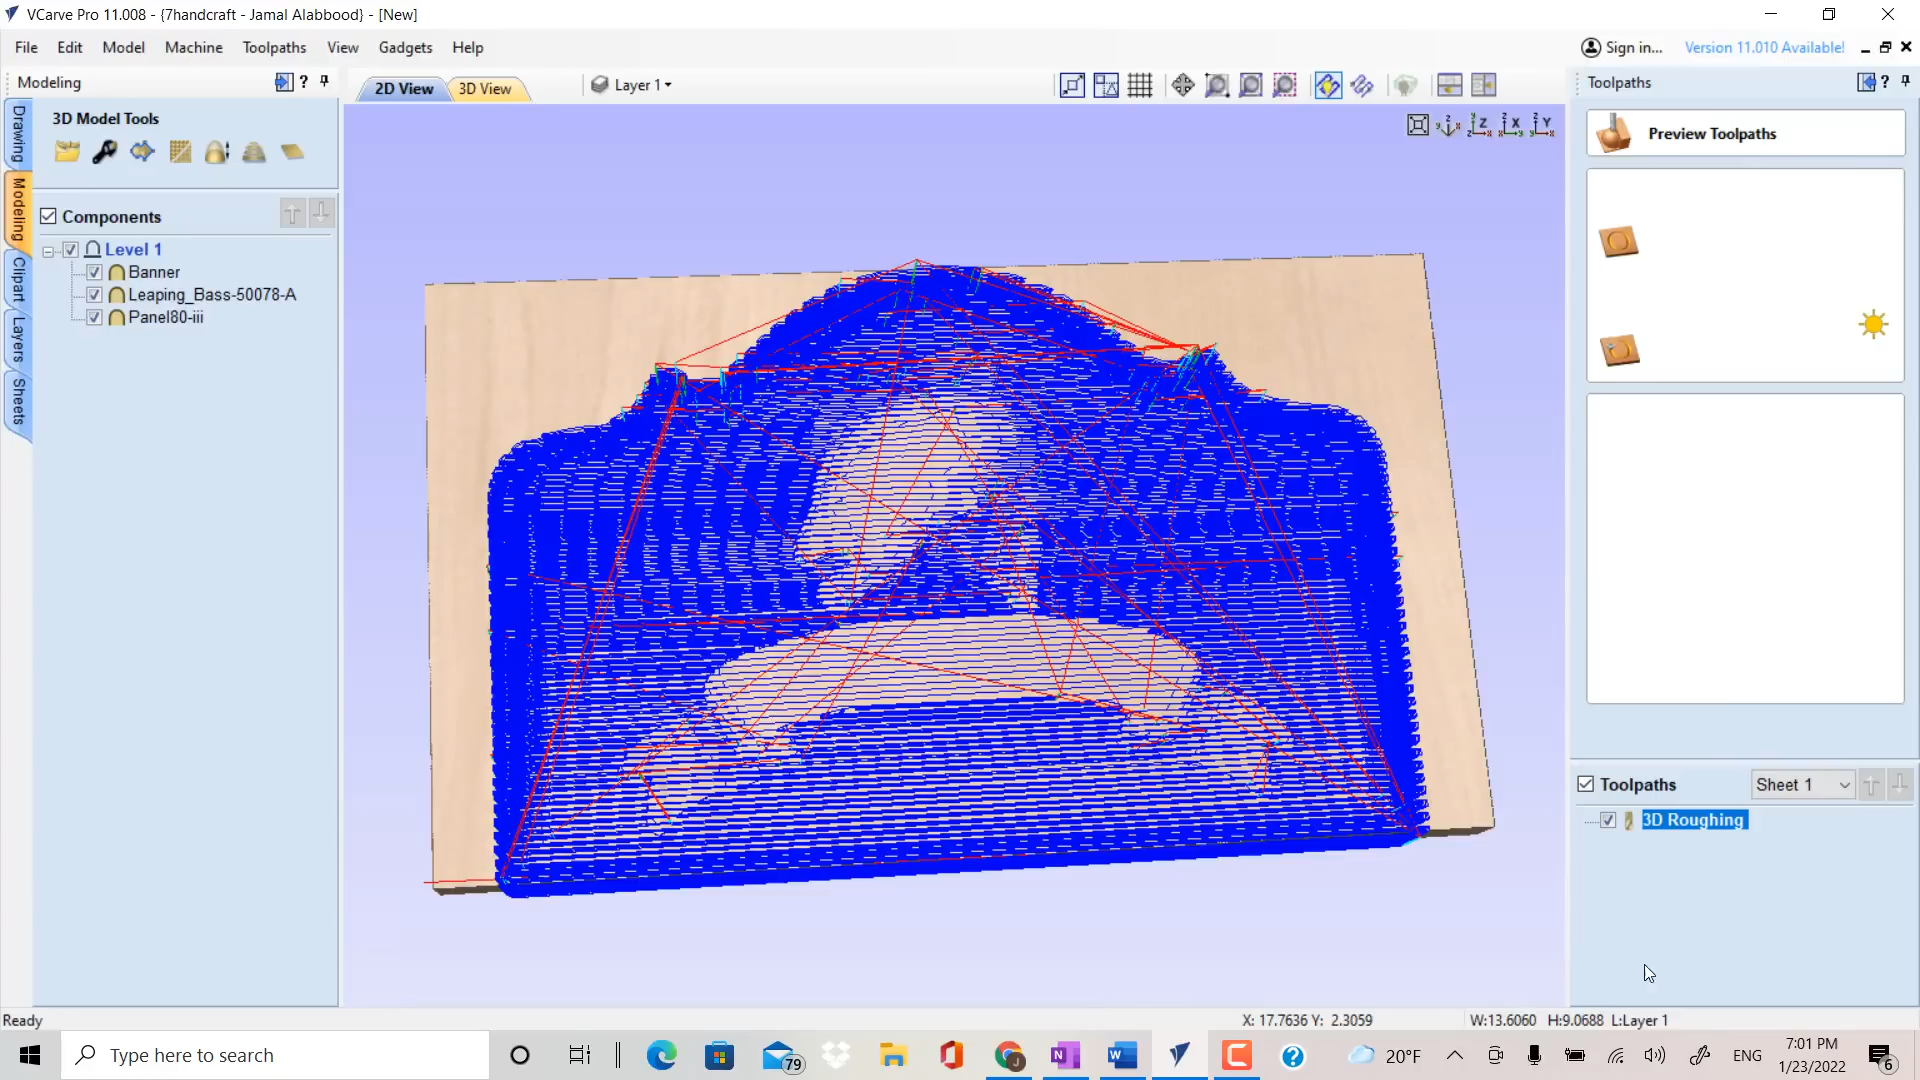 VCarve Pro 11.008 - {7handcraft - Jamal Alabbood} - [New]
File Edit Model Machine Toolpaths View Gadgets Help
Sign in... Version 11.010 Available!
Modeling ?
2D View 3D View Layer 1
Toolpaths ?
Drawing
Modeling
Clipart
Layers
Sheets
3D Model Tools
Components
Level 1
Banner
Leaping_Bass-50078-A
Panel80-iii
Preview Toolpaths
Toolpaths Sheet 1
3D Roughing
Ready
X: 17.7636 Y: 2.3059
W:13.6060 H:9.0688 L:Layer 1
Type here to search
79
20°F
ENG
7:01 PM
1/23/2022
6